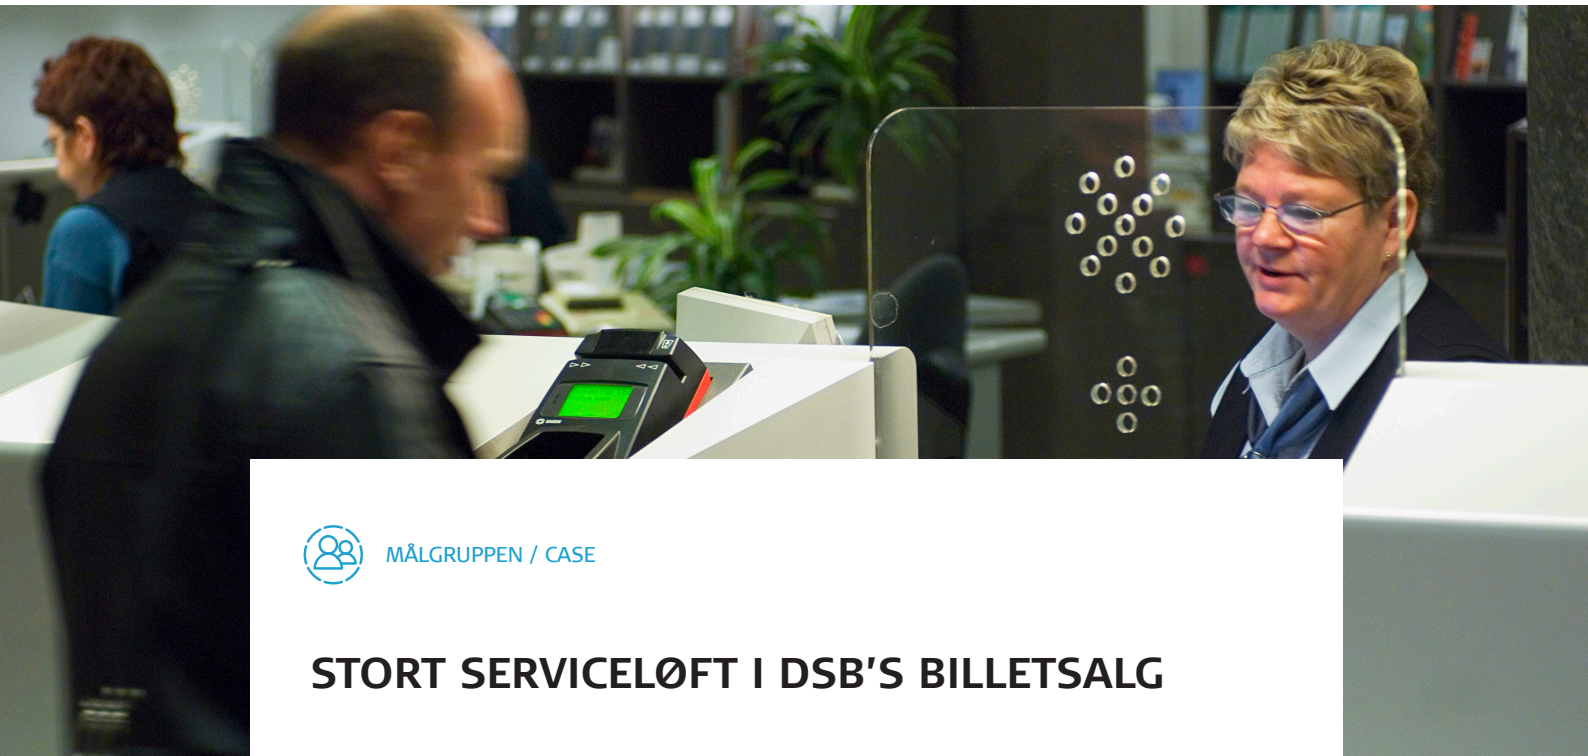 MÅLGRUPPEN / CASE
STORT SERVICELØFT I DSB'S BILLETSALG